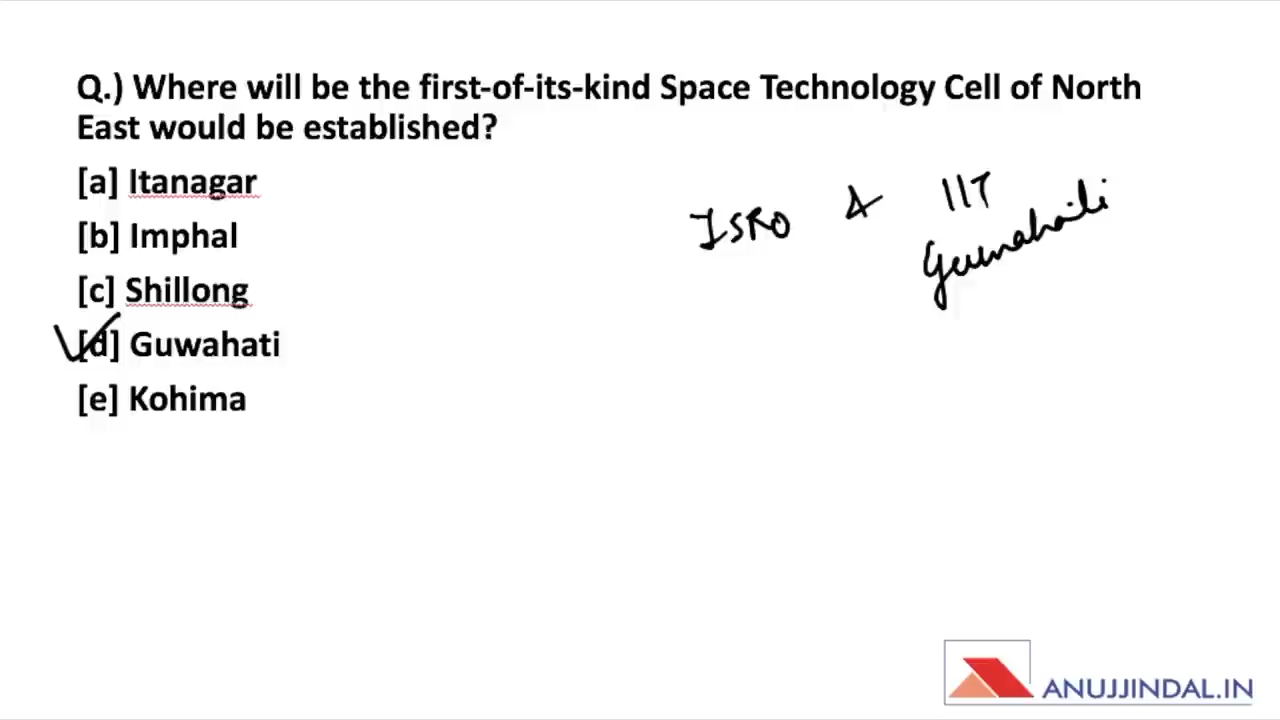 Q.) Where will be the first-of-its-kind Space Technology Cell of North
East would be established?
[a] Itanagar
[b] Imphal
[c] Shillong
[d] Guwahati
[e] Kohima
ISRO & IIT
Guwahati
ANUJJINDAL.IN